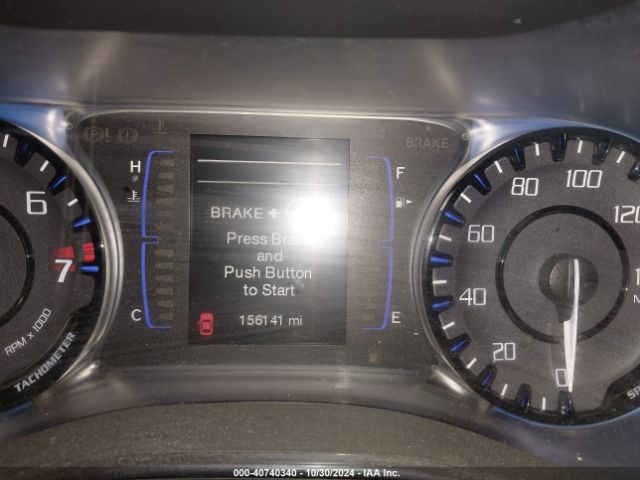 BRAKE
H
F
6
80
100
120
BRAKE +
60
Press Brake
and
Push Button
to Start
7
40
C
156141 mi
E
RPM x 1000
TACHOMETER
20
0
000-40740340 - 10/30/2024 - IAA Inc.